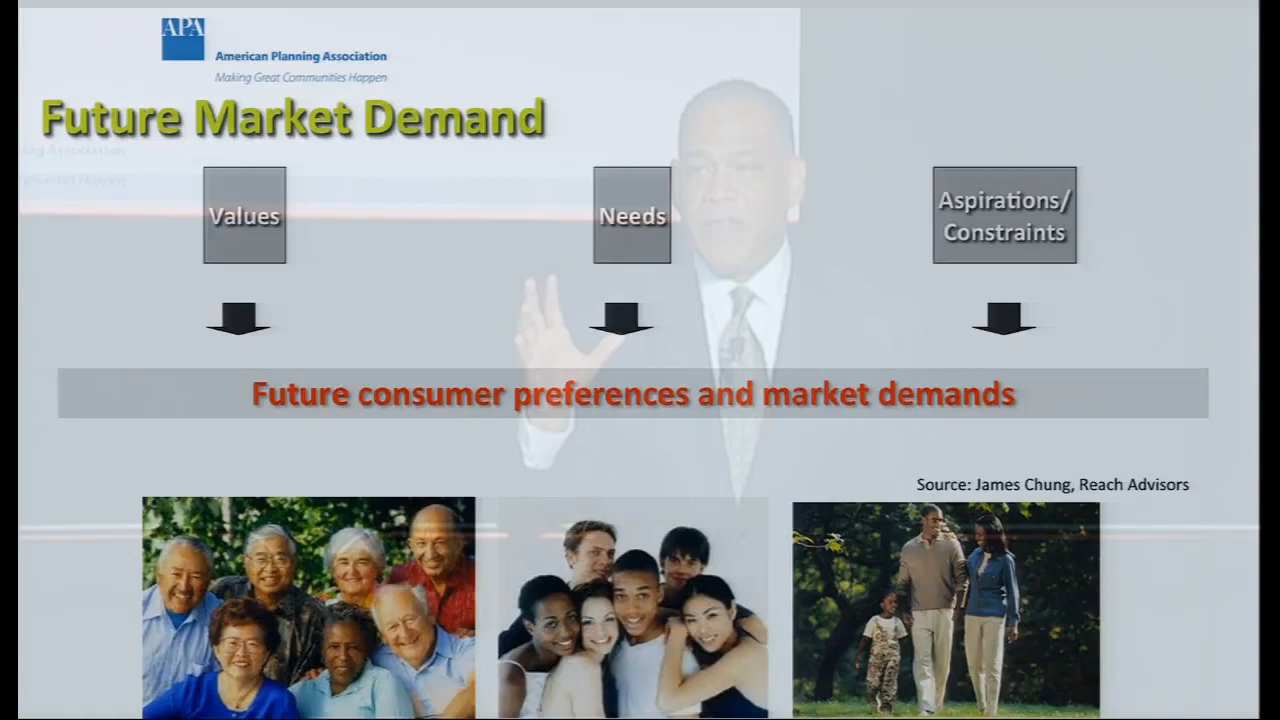 APA
American Planning Association
Making Great Communities Happen
Future Market Demand
Values
Needs
Aspirations/
Constraints
Future consumer preferences and market demands
Source: James Chung, Reach Advisors